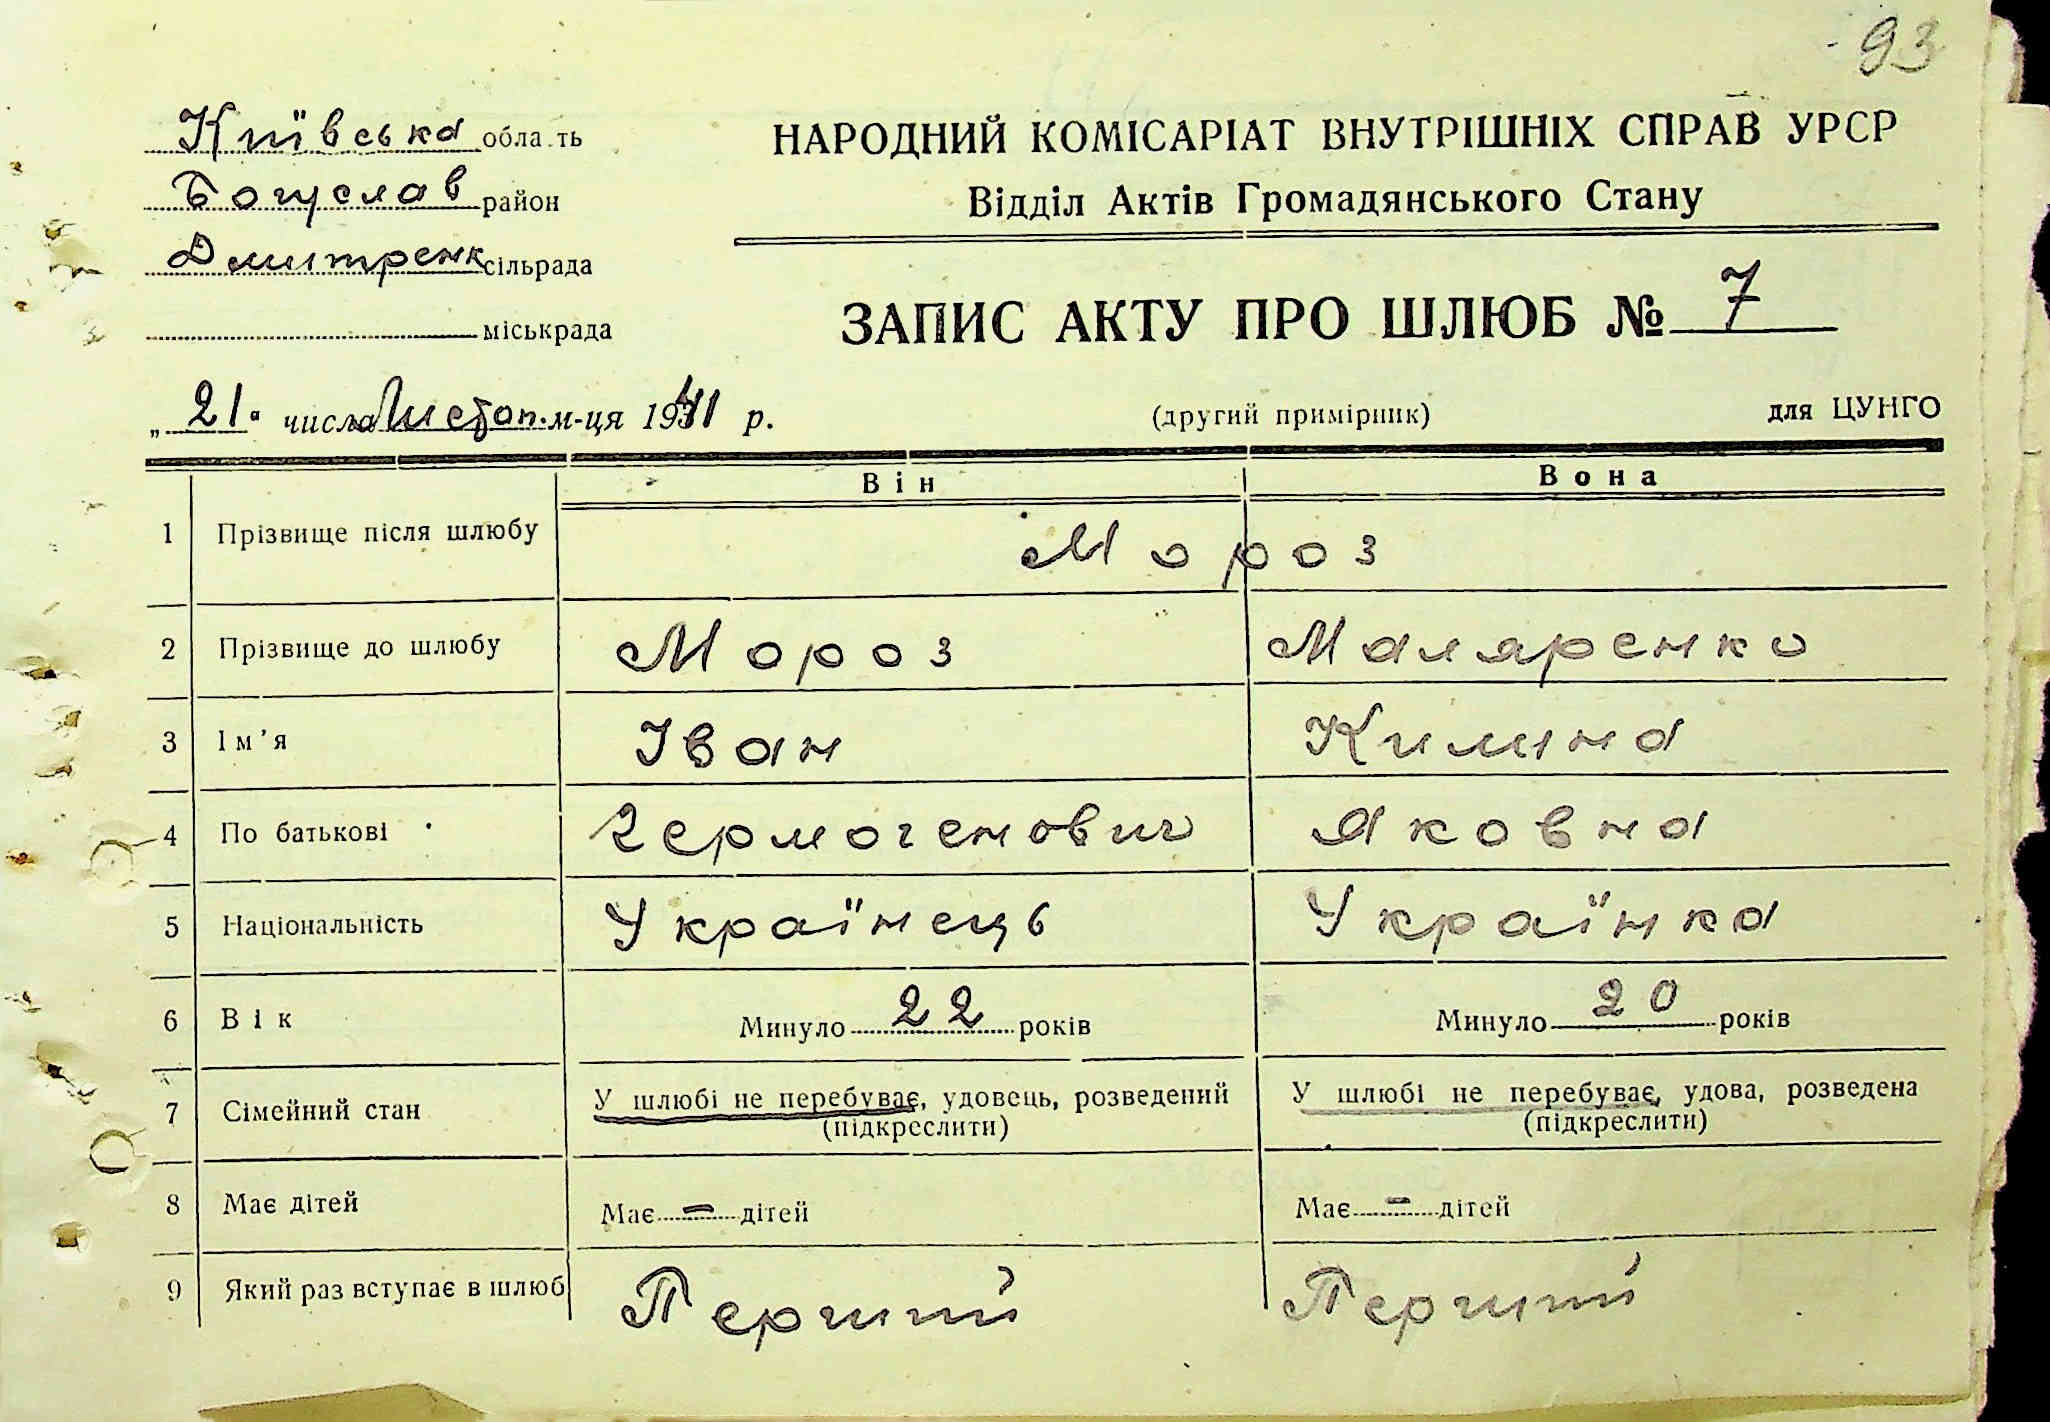 93
Київська область
Богуслав район
Дмитренк сільрада
міськрада
НАРОДНИЙ КОМІСАРІАТ ВНУТРІШНІХ СПРАВ УРСР
Відділ Актів Громадянського Стану
ЗАПИС АКТУ ПРО ШЛЮБ № 7
„21" числа Листоп. м-ця 1941 р.
(другий примірник)
для ЦУНГО
Він Вона
1 Прізвище після шлюбу Мороз
2 Прізвище до шлюбу Мороз Маляренко
3 Ім'я Іван Килина
4 По батькові Гермогенович Яковна
5 Національність Українець Українка
6 Вік Минуло 22 років Минуло 20 років
7 Сімейний стан У шлюбі не перебуває, удовець, розведений У шлюбі не перебуває, удова, розведена
(підкреслити) (підкреслити)
8 Має дітей Має - дітей Має - дітей
9 Який раз вступає в шлюб Перший Перший